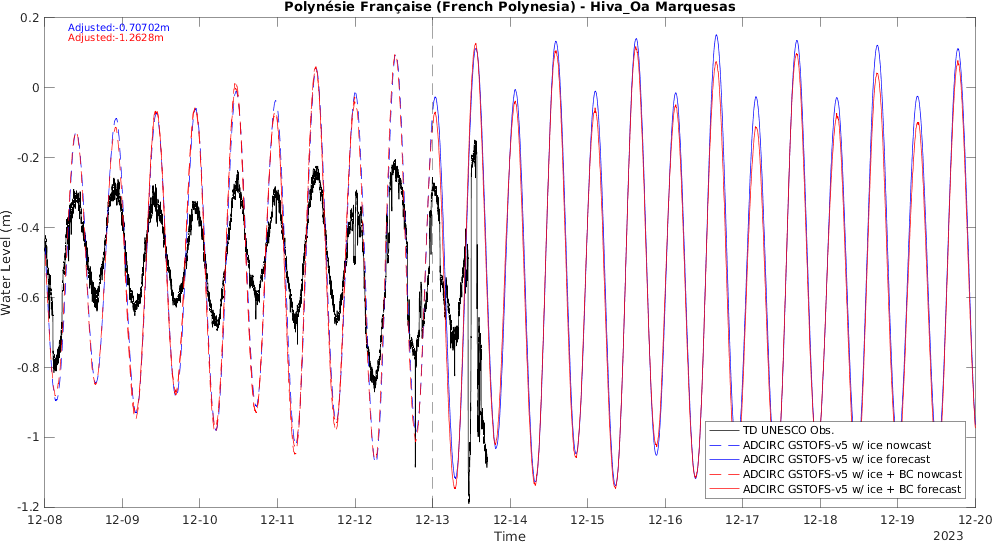 Polynésie Française (French Polynesia) - Hiva_Oa Marquesas
Adjusted:-0.70702m
Adjusted:-1.2628m
0.2
0
-0.2
-0.4
-0.6
-0.8
-1
-1.2
Water Level (m)
TD UNESCO Obs.
ADCIRC GSTOFS-v5 w/ ice nowcast
ADCIRC GSTOFS-v5 w/ ice forecast
ADCIRC GSTOFS-v5 w/ ice + BC nowcast
ADCIRC GSTOFS-v5 w/ ice + BC forecast
12-08 12-09 12-10 12-11 12-12 12-13 12-14 12-15 12-16 12-17 12-18 12-19 12-20
Time
2023